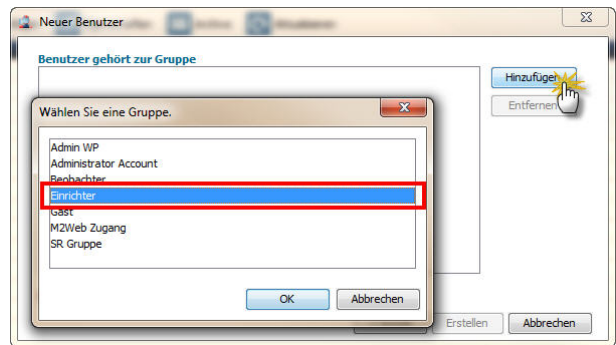 Neuer Benutzer
Benutzer gehört zur Gruppe
Hinzufügen
Entfernen
Wählen Sie eine Gruppe.
Admin WP
Administrator Account
Beobachter
Einrichter
Gast
M2Web Zugang
SR Gruppe
OK
Abbrechen
Erstellen
Abbrechen